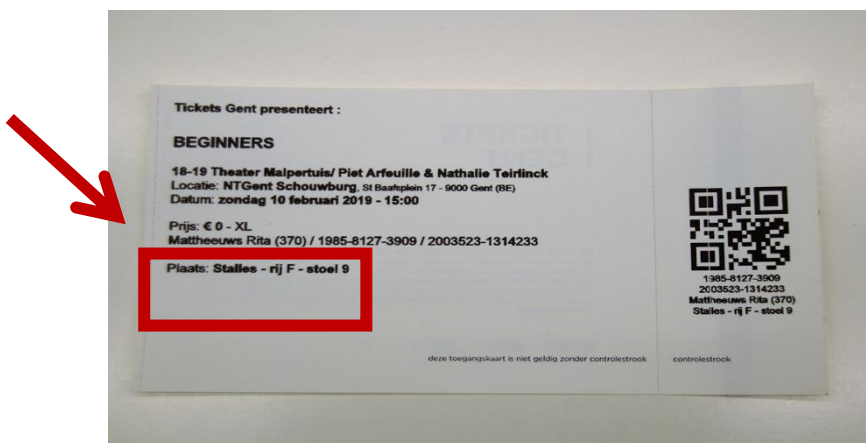 Tickets Gent presenteert :
BEGINNERS
18-19 Theater Malpertuis/ Piet Arfeuille & Nathalie Teirlinck
Locatie: NTGent Schouwburg, St Baafsplein 17 - 9000 Gent (BE)
Datum: zondag 10 februari 2019 - 15:00
Prijs: € 0 - XL
Mattheeuws Rita (370) / 1985-8127-3909 / 2003523-1314233
Plaats: Stalles - rij F - stoel 9
deze toegangskaart is niet geldig zonder controlestrook
1985-8127-3909
2003523-1314233
Mattheeuws Rita (370)
Stalles - rij F - stoel 9
controlestrook
TICKETS
GENT